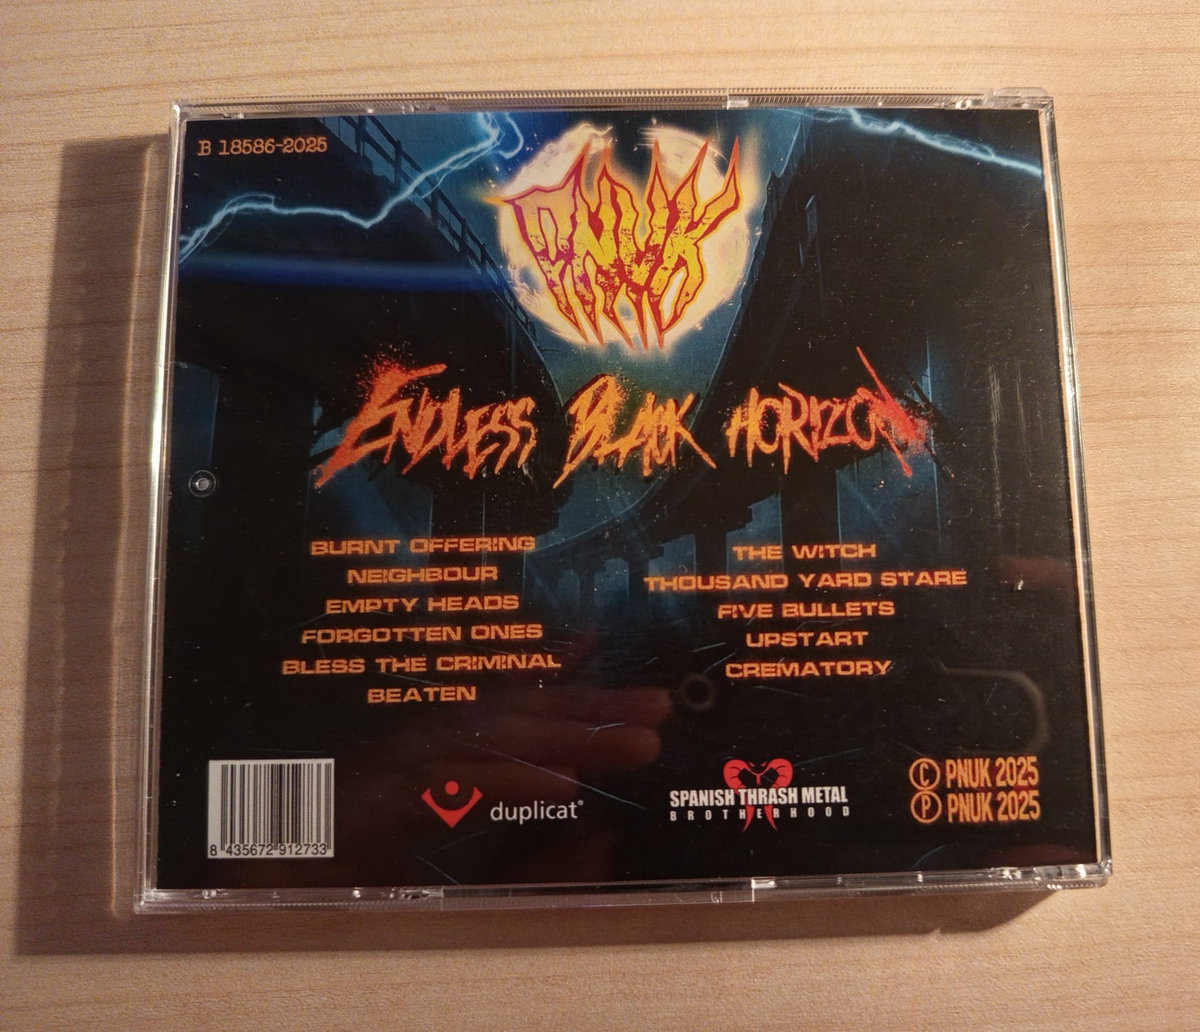 B 18586-2025
PNUK
ENDLESS BLACK HORIZON
BURNT OFFERING
NEIGHBOUR
EMPTY HEADS
FORGOTTEN ONES
BLESS THE CRIMINAL
BEATEN
THE WITCH
THOUSAND YARD STARE
FIVE BULLETS
UPSTART
CREMATORY
8 435672 912733
duplicat®
SPANISH THRASH METAL
BROTHERHOOD
Ⓒ PNUK 2025
Ⓟ PNUK 2025